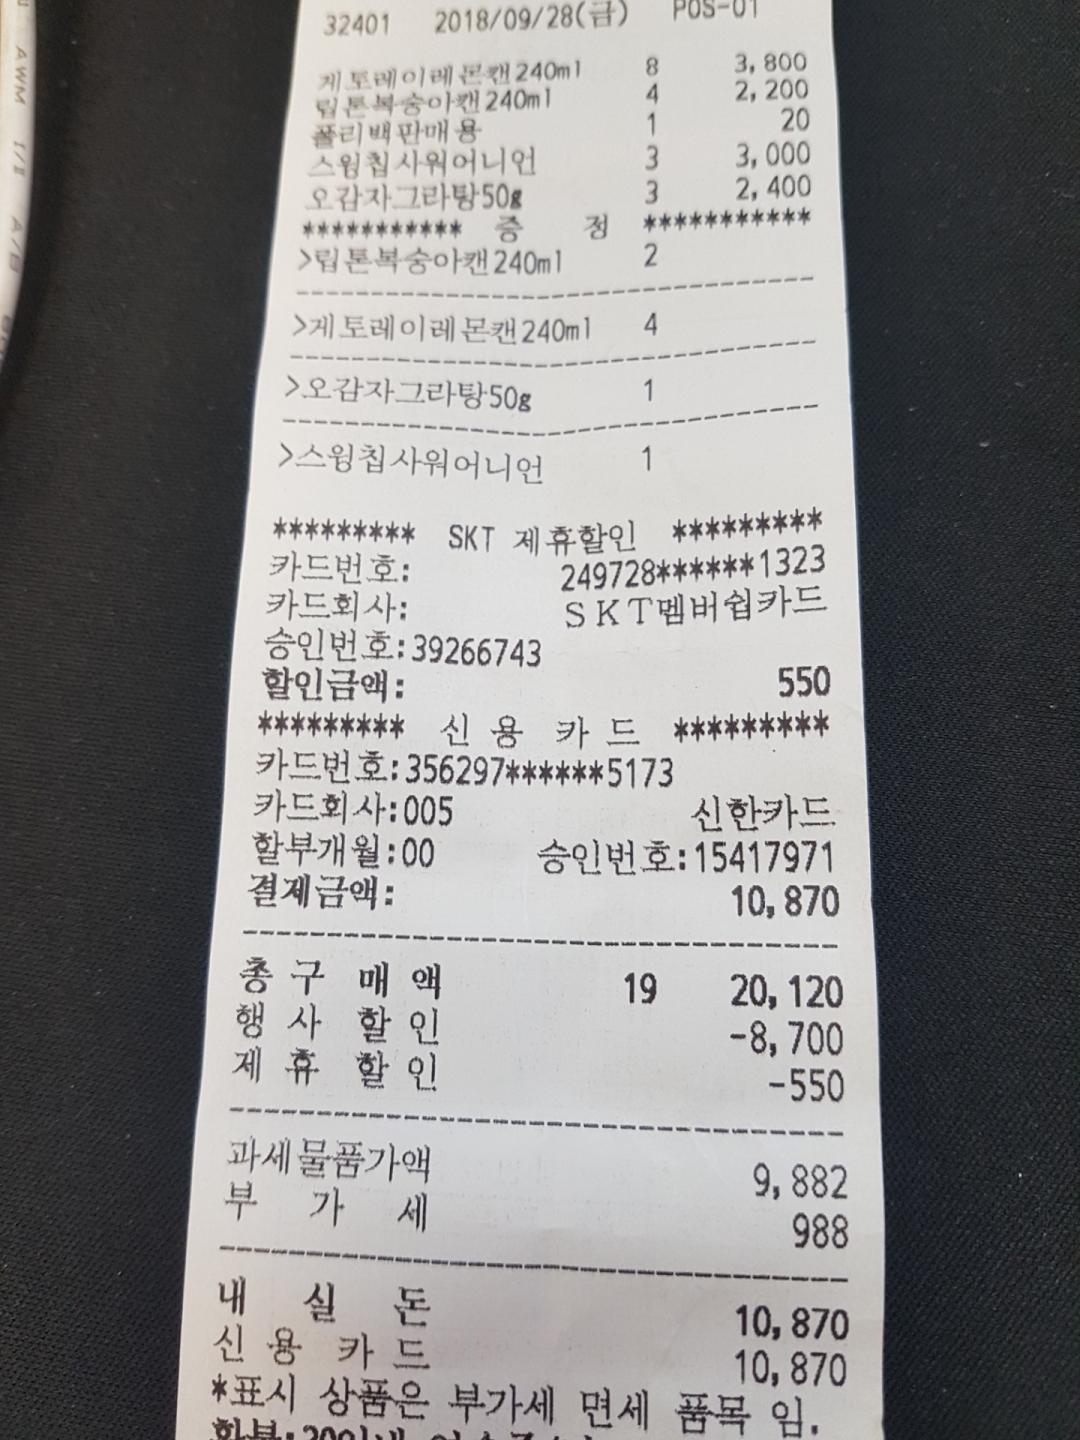 32401 2018/09/28(금) POS-01
게토레이레몬캔240ml 8 3,800
립톤복숭아캔240ml 4 2,200
폴리백판매용 1 20
스윙칩사워어니언 3 3,000
오감자그라탕50g 3 2,400
*********** 증 정 ***********
>립톤복숭아캔240ml 2
>게토레이레몬캔240ml 4
>오감자그라탕50g 1
>스윙칩사워어니언 1
********* SKT 제휴할인 *********
카드번호: 249728******1323
카드회사: SKT멤버쉽카드
승인번호:39266743
할인금액: 550
********* 신 용 카 드 *********
카드번호:356297******5173
카드회사:005 신한카드
할부개월:00 승인번호:15417971
결제금액: 10,870
총 구 매 액 19 20,120
행 사 할 인 -8,700
제 휴 할 인 -550
과세물품가액 9,882
부 가 세 988
내 실 돈 10,870
신 용 카 드 10,870
*표시 상품은 부가세 면세 품목 임.